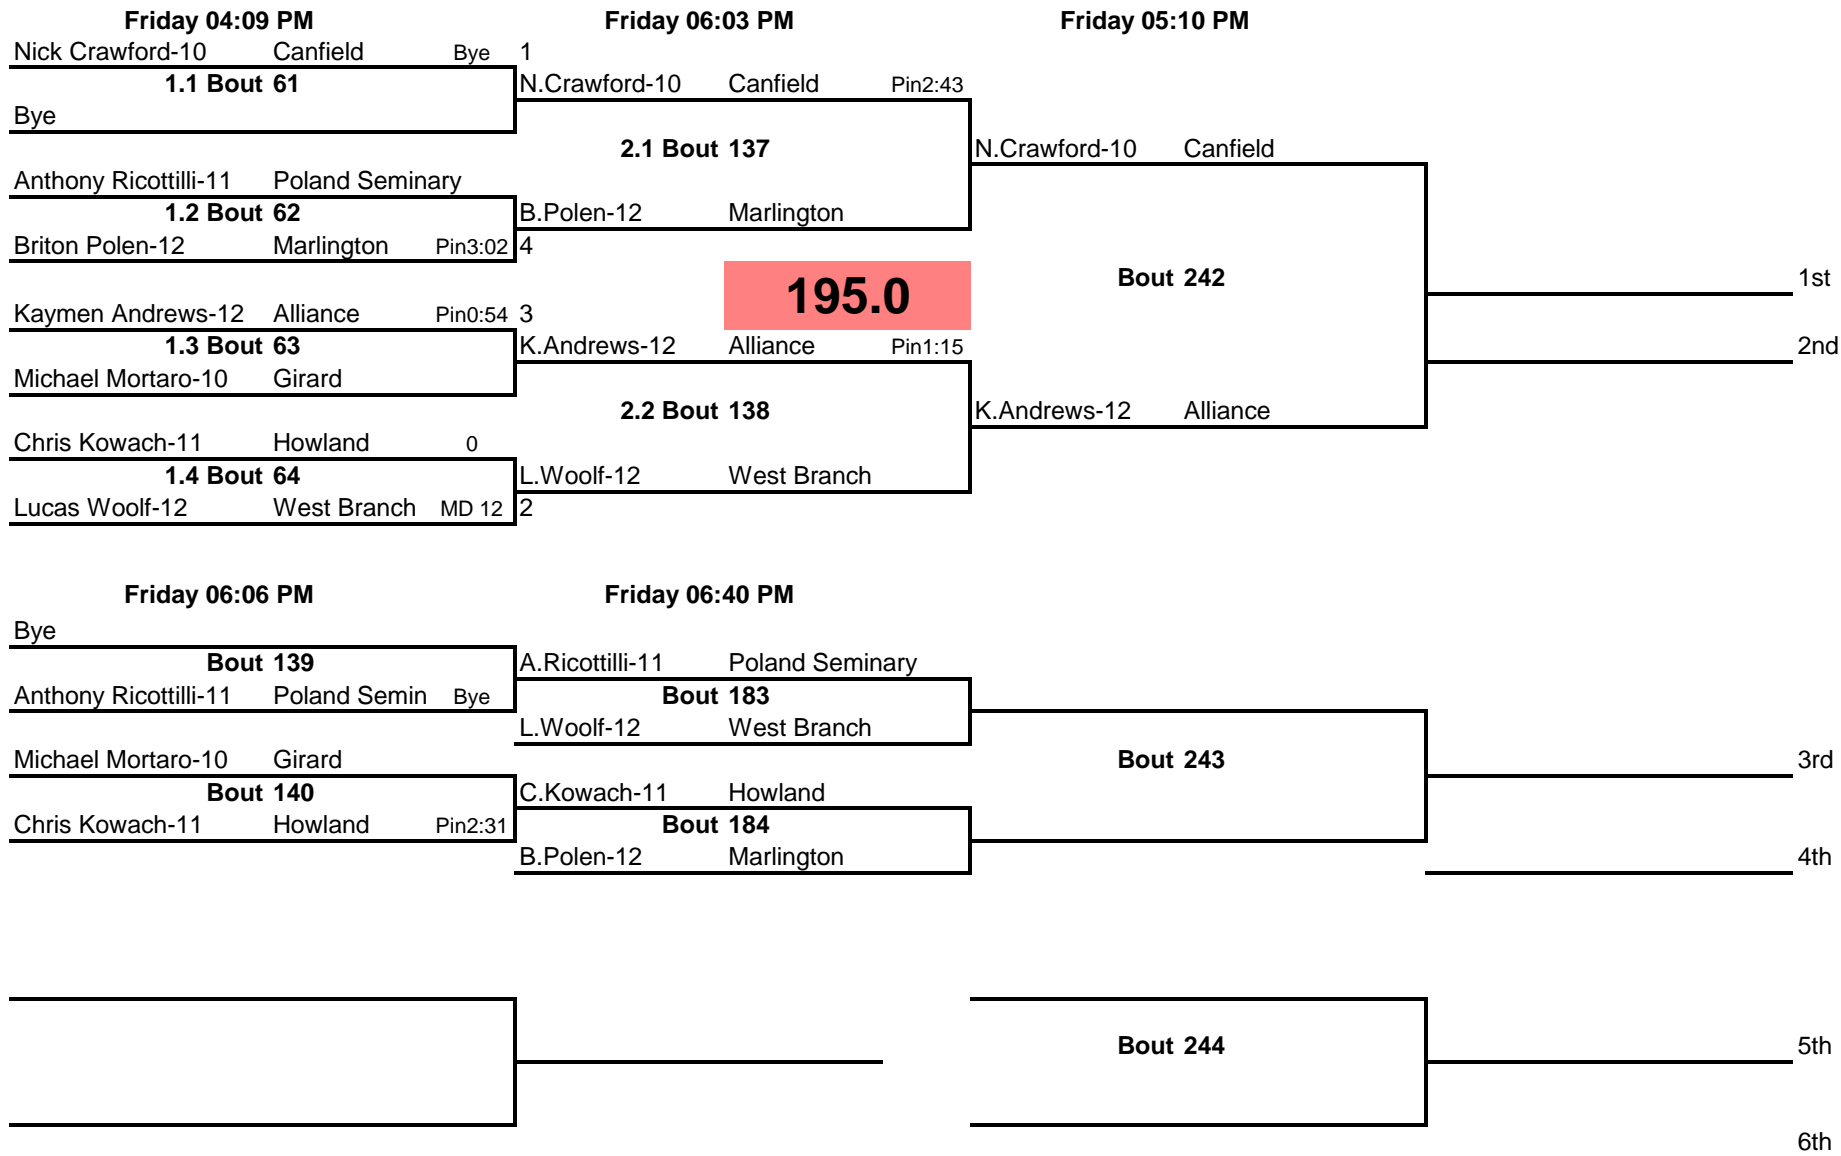 Friday 04:09 PM Friday 06:03 PM Friday 05:10 PM
Nick Crawford-10 Canfield Bye 1
1.1 Bout 61 N.Crawford-10 Canfield Pin2:43
Bye
2.1 Bout 137 N.Crawford-10 Canfield
Anthony Ricottilli-11 Poland Seminary
1.2 Bout 62 B.Polen-12 Marlington
Briton Polen-12 Marlington Pin3:02 4
195.0 Bout 242 1st
Kaymen Andrews-12 Alliance Pin0:54 3
1.3 Bout 63 K.Andrews-12 Alliance Pin1:15 2nd
Michael Mortaro-10 Girard
2.2 Bout 138 K.Andrews-12 Alliance
Chris Kowach-11 Howland 0
1.4 Bout 64 L.Woolf-12 West Branch
Lucas Woolf-12 West Branch MD 12 2
Friday 06:06 PM Friday 06:40 PM
Bye
Bout 139 A.Ricottilli-11 Poland Seminary
Anthony Ricottilli-11 Poland Semin Bye Bout 183
L.Woolf-12 West Branch
Michael Mortaro-10 Girard Bout 243 3rd
Bout 140 C.Kowach-11 Howland
Chris Kowach-11 Howland Pin2:31 Bout 184
B.Polen-12 Marlington 4th
Bout 244 5th
6th